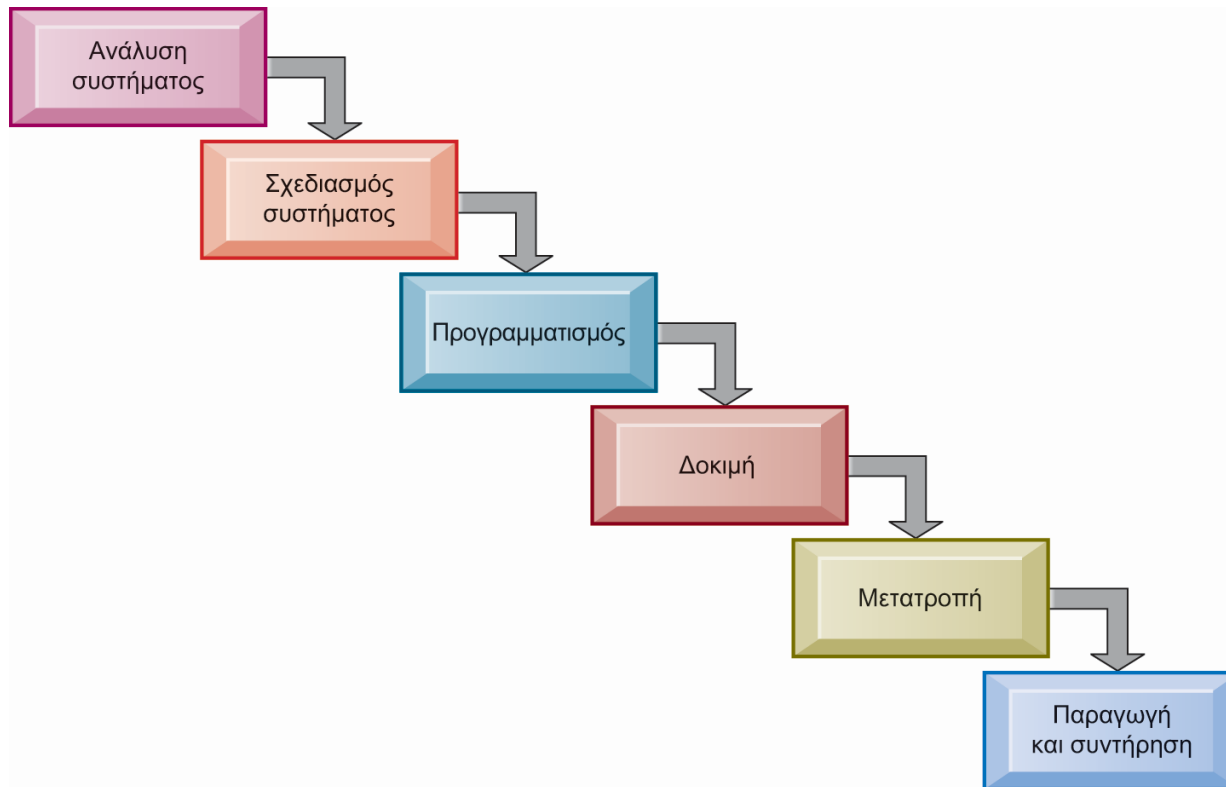 Ανάλυση
συστήματος
Σχεδιασμός
συστήματος
Προγραμματισμός
Δοκιμή
Μετατροπή
Παραγωγή
και συντήρηση